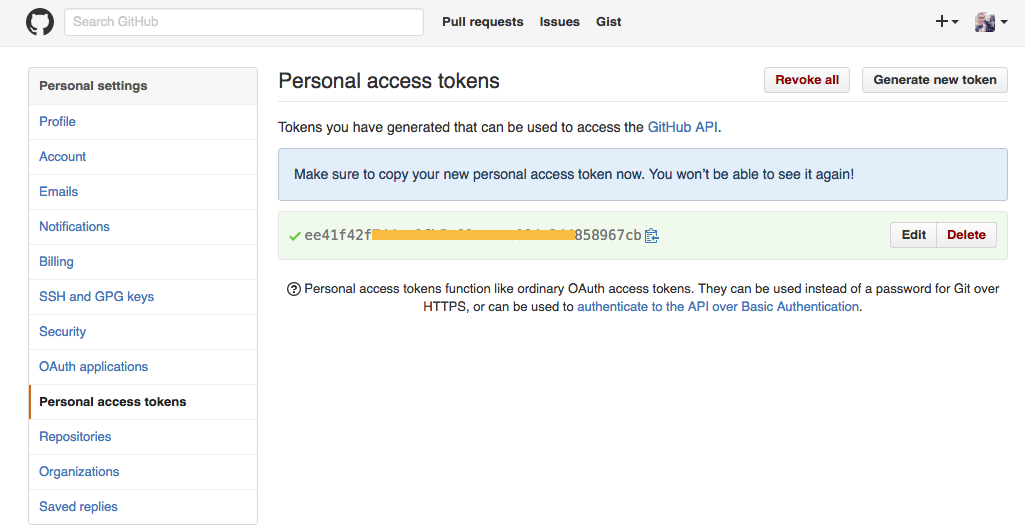 Search GitHub
Pull requests Issues Gist
Personal settings
Profile
Account
Emails
Notifications
Billing
SSH and GPG keys
Security
OAuth applications
Personal access tokens
Repositories
Organizations
Saved replies
Personal access tokens
Revoke all Generate new token
Tokens you have generated that can be used to access the GitHub API.
Make sure to copy your new personal access token now. You won't be able to see it again!
ee41f42f 858967cb
Edit Delete
Personal access tokens function like ordinary OAuth access tokens. They can be used instead of a password for Git over
HTTPS, or can be used to authenticate to the API over Basic Authentication.